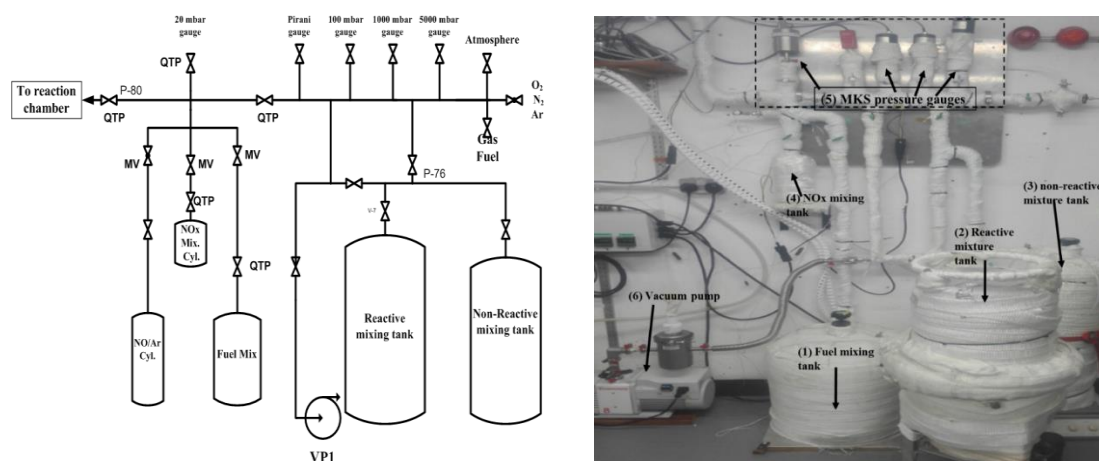 20 mbar
gauge
Pirani
gauge
100 mbar
gauge
1000 mbar
gauge
5000 mbar
gauge
Atmosphere
QTP
To reaction
chamber
P-80
QTP
QTP
O₂
N₂
Ar
Gas
Fuel
MV
MV
MV
P-76
QTP
V-7
NOx
Mix.
Cyl.
QTP
NO/Ar
Cyl.
Fuel Mix
Reactive
mixing tank
Non-Reactive
mixing tank
VP1
(5) MKS pressure gauges
(4) NOx mixing
tank
(3) non-reactive
mixture tank
(2) Reactive
mixture
tank
(6) Vacuum pump
(1) Fuel mixing
tank